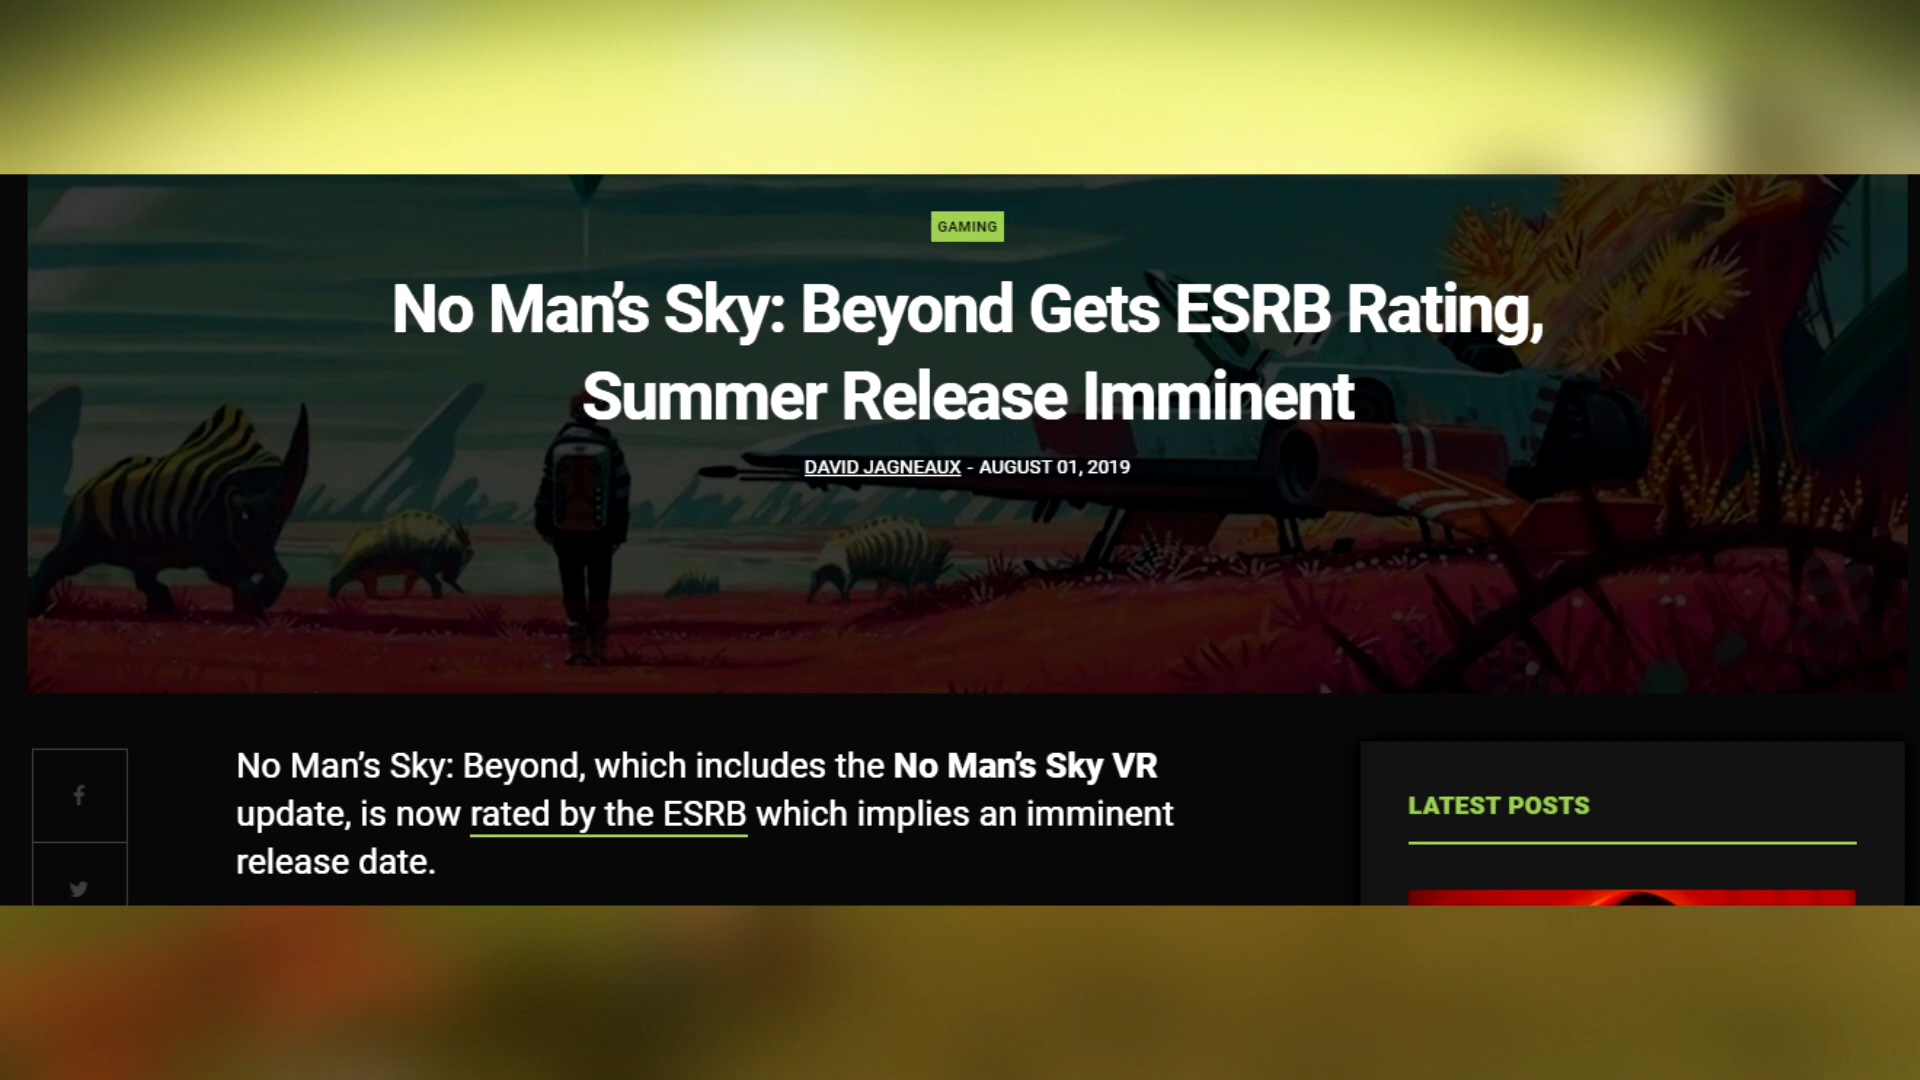 GAMING
No Man's Sky: Beyond Gets ESRB Rating,
Summer Release Imminent
DAVID JAGNEAUX - AUGUST 01, 2019
No Man's Sky: Beyond, which includes the No Man's Sky VR
update, is now rated by the ESRB which implies an imminent
release date.
LATEST POSTS